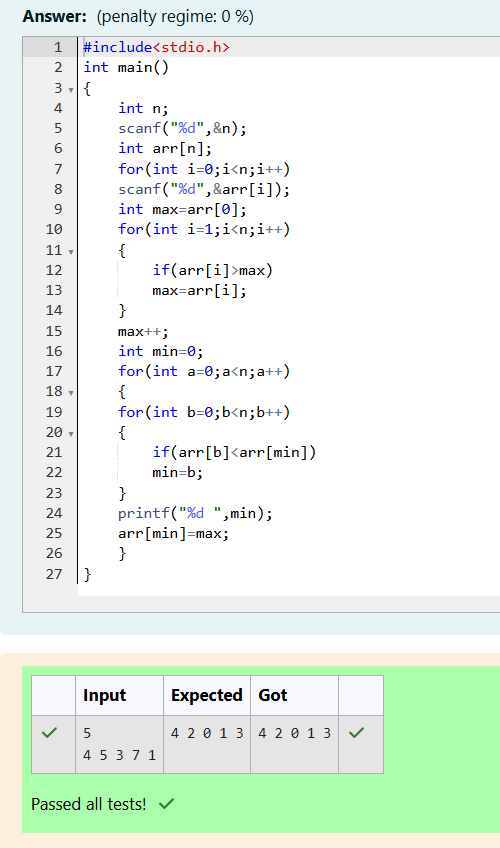 Answer: (penalty regime: 0 %)
1 #include<stdio.h>
2 int main()
3 {
4     int n;
5     scanf("%d",&n);
6     int arr[n];
7     for(int i=0;i<n;i++)
8     scanf("%d",&arr[i]);
9     int max=arr[0];
10     for(int i=1;i<n;i++)
11     {
12         if(arr[i]>max)
13         max=arr[i];
14     }
15     max++;
16     int min=0;
17     for(int a=0;a<n;a++)
18     {
19     for(int b=0;b<n;b++)
20     {
21         if(arr[b]<arr[min])
22         min=b;
23     }
24     printf("%d ",min);
25     arr[min]=max;
26     }
27 }
Input Expected Got
5 4 2 0 1 3 4 2 0 1 3
4 5 3 7 1
Passed all tests!